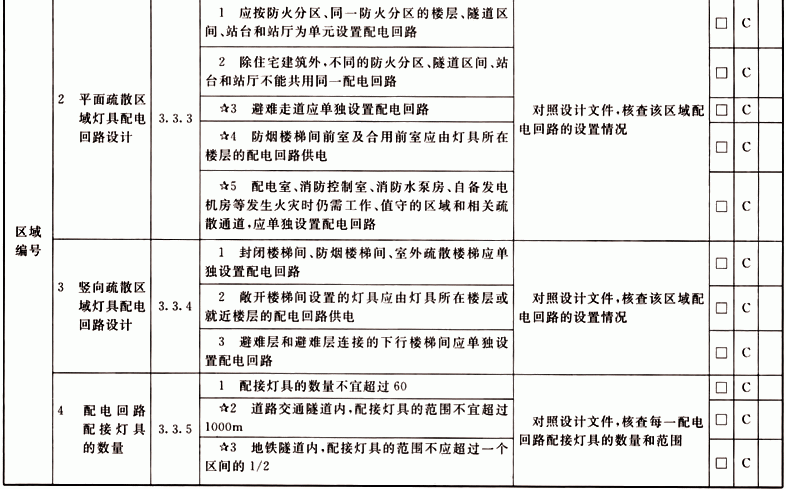 区域
编号
2 平面疏散区
域灯具配电
回路设计
3.3.3
1 应按防火分区、同一防火分区的楼层、隧道区
间、站台和站厅为单元设置配电回路
□ C
2 除住宅建筑外,不同的防火分区、隧道区间、站
台和站厅不能共用同一配电回路
□ C
☆3 避难走道应单独设置配电回路
□ C
☆4 防烟楼梯间前室及合用前室应由灯具所在
楼层的配电回路供电
□ C
☆5 配电室、消防控制室、消防水泵房、自备发电
机房等发生火灾时仍需工作、值守的区域和相关疏
散通道,应单独设置配电回路
□ C
对照设计文件,核查该区域配
电回路的设置情况
3 竖向疏散区
域灯具配电
回路设计
3.3.4
1 封闭楼梯间、防烟楼梯间、室外疏散楼梯应单
独设置配电回路
□ C
2 敞开楼梯间设置的灯具应由灯具所在楼层或
就近楼层的配电回路供电
□ C
3 避难层和避难层连接的下行楼梯间应单独设
置配电回路
□ C
对照设计文件,核查该区域配
电回路的设置情况
4 配电回路
配接灯具
的数量
3.3.5
1 配接灯具的数量不宜超过 60
□ C
☆2 道路交通隧道内,配接灯具的范围不宜超过
1000m
□ C
☆3 地铁隧道内,配接灯具的范围不应超过一个
区间的 1/2
□ C
对照设计文件,核查每一配电
回路配接灯具的数量和范围